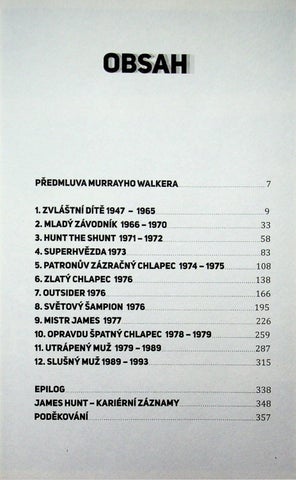 OBSAH
PŘEDMLUVA MURRAYHO WALKERA 7
1. ZVLÁŠTNÍ DÍTĚ 1947 – 1965 9
2. MLADÝ ZÁVODNÍK 1966 – 1970 33
3. HUNT THE SHUNT 1971 – 1972 58
4. SUPERHVĚZDA 1973 83
5. PATRONŮV ZÁZRAČNÝ CHLAPEC 1974 – 1975 108
6. ZLATÝ CHLAPEC 1976 138
7. OUTSIDER 1976 166
8. SVĚTOVÝ ŠAMPION 1976 195
9. MISTR JAMES 1977 226
10. OPRAVDU ŠPATNÝ CHLAPEC 1978 – 1979 259
11. UTRÁPENÝ MUŽ 1979 – 1989 287
12. SLUŠNÝ MUŽ 1989 – 1993 315
EPILOG 338
JAMES HUNT – KARIÉRNÍ ZÁZNAMY 348
PODĚKOVÁNÍ 357